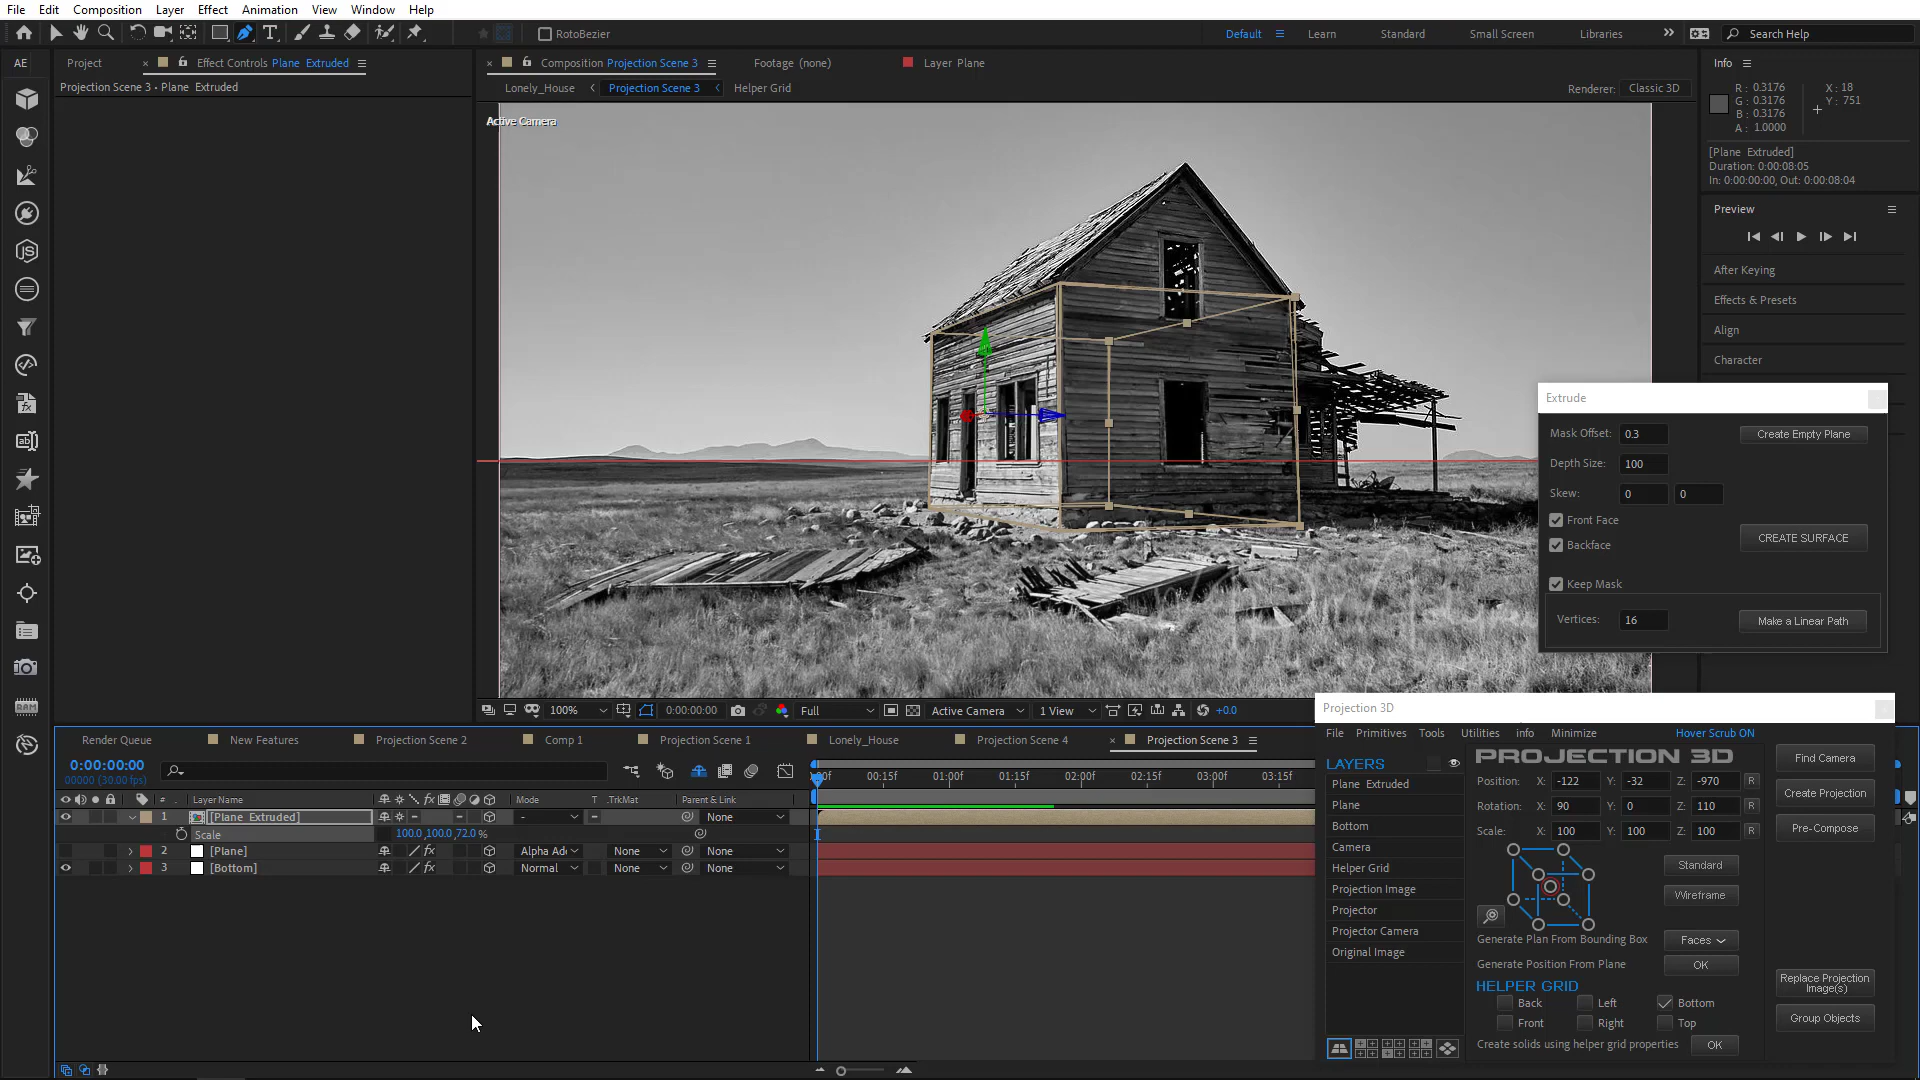 File Edit Composition Layer Effect Animation View Window Help
RotoBezier
Default Learn Standard Small Screen Libraries Search Help
AE Project Effect Controls Plane Extruded
Projection Scene 3 • Plane Extruded
Composition Projection Scene 3 Footage (none) Layer Plane
Lonely_House Projection Scene 3 Helper Grid
Renderer: Classic 3D
Active Camera
Info
R: 0.3176
G: 0.3176
B: 0.3176
A: 1.0000
X: 18
Y: 751
[Plane Extruded]
Duration: 0:00:08:05
In: 0:00:00:00, Out: 0:00:08:04
Preview
After Keying
Effects & Presets
Align
Character
Extrude
Mask Offset: 0.3 Create Empty Plane
Depth Size: 100
Skew: 0 0
Front Face
CREATE SURFACE
Backface
Keep Mask
Vertices: 16 Make a Linear Path
JS
fx
RAM
100% 0:00:00:00 Full Active Camera 1 View +0.0
Render Queue New Features Projection Scene 2 Comp 1 Projection Scene 1 Lonely_House Projection Scene 4 Projection Scene 3
0:00:00:00
00000 (30.00 fps)
00:15f 01:00f 01:15f 02:00f 02:15f 03:00f 03:15f
# Layer Name fx Mode T .TrkMat Parent & Link
1 [Plane Extruded] - None
Scale 100.0,100.0,72.0 %
2 [Plane] fx Alpha Ad None None
3 [Bottom] fx Normal None None
Projection 3D
File Primitives Tools Utilities info Minimize Hover Scrub ON
LAYERS
Plane Extruded
Plane
Bottom
Camera
Helper Grid
Projection Image
Projector
Projector Camera
Original Image
PROJECTION 3D
Position: X: -122 Y: -32 Z: -970 R
Rotation: X: 90 Y: 0 Z: 110 R
Scale: X: 100 Y: 100 Z: 100 R
Standard
Wireframe
Generate Plan From Bounding Box Faces
Generate Position From Plane OK
HELPER GRID
Back Left Bottom
Front Right Top
Create solids using helper grid properties OK
Find Camera
Create Projection
Pre-Compose
Replace Projection Image(s)
Group Objects